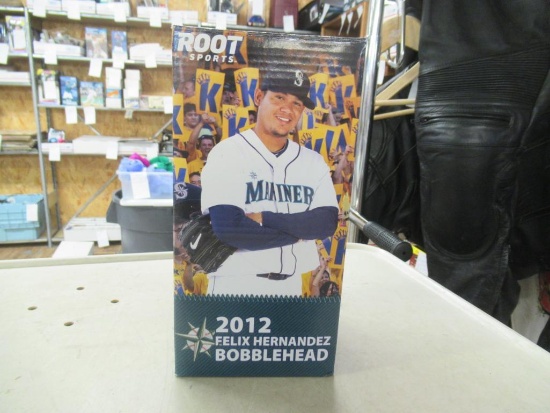 ROOT
SPORTS
S
K
K
K
MARINERS
2012
FELIX HERNANDEZ
BOBBLEHEAD